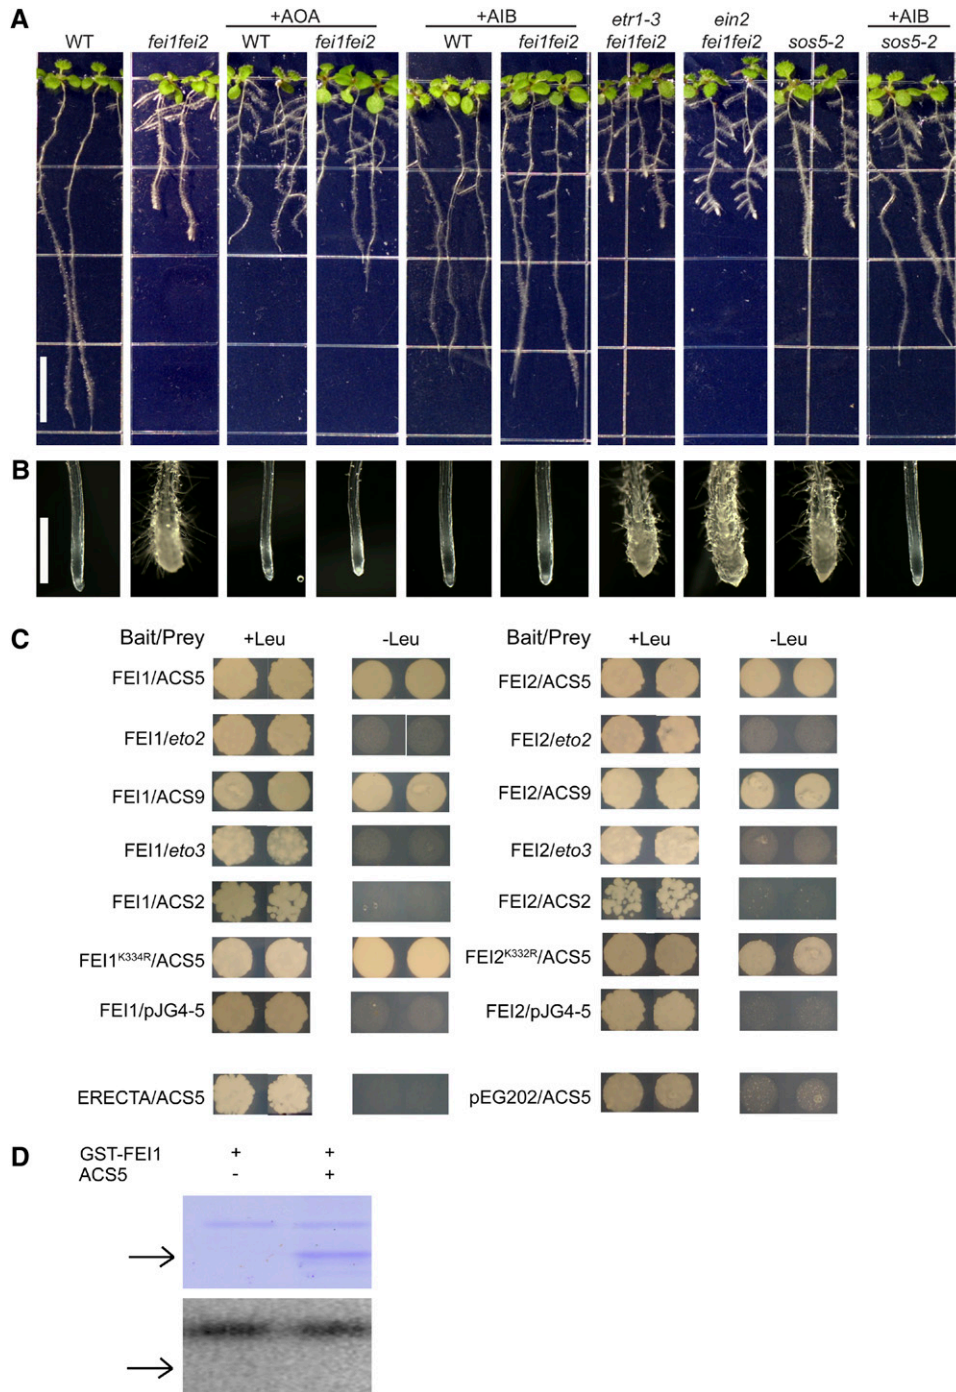 A
+AOA +AIB etr1-3 ein2 +AIB
WT fei1fei2 WT fei1fei2 WT fei1fei2 fei1fei2 fei1fei2 sos5-2 sos5-2
B
C
Bait/Prey +Leu -Leu Bait/Prey +Leu -Leu
FEI1/ACS5 FEI2/ACS5
FEI1/eto2 FEI2/eto2
FEI1/ACS9 FEI2/ACS9
FEI1/eto3 FEI2/eto3
FEI1/ACS2 FEI2/ACS2
FEI1K334R/ACS5 FEI2K332R/ACS5
FEI1/pJG4-5 FEI2/pJG4-5
ERECTA/ACS5 pEG202/ACS5
D
GST-FEI1 + +
ACS5 - +